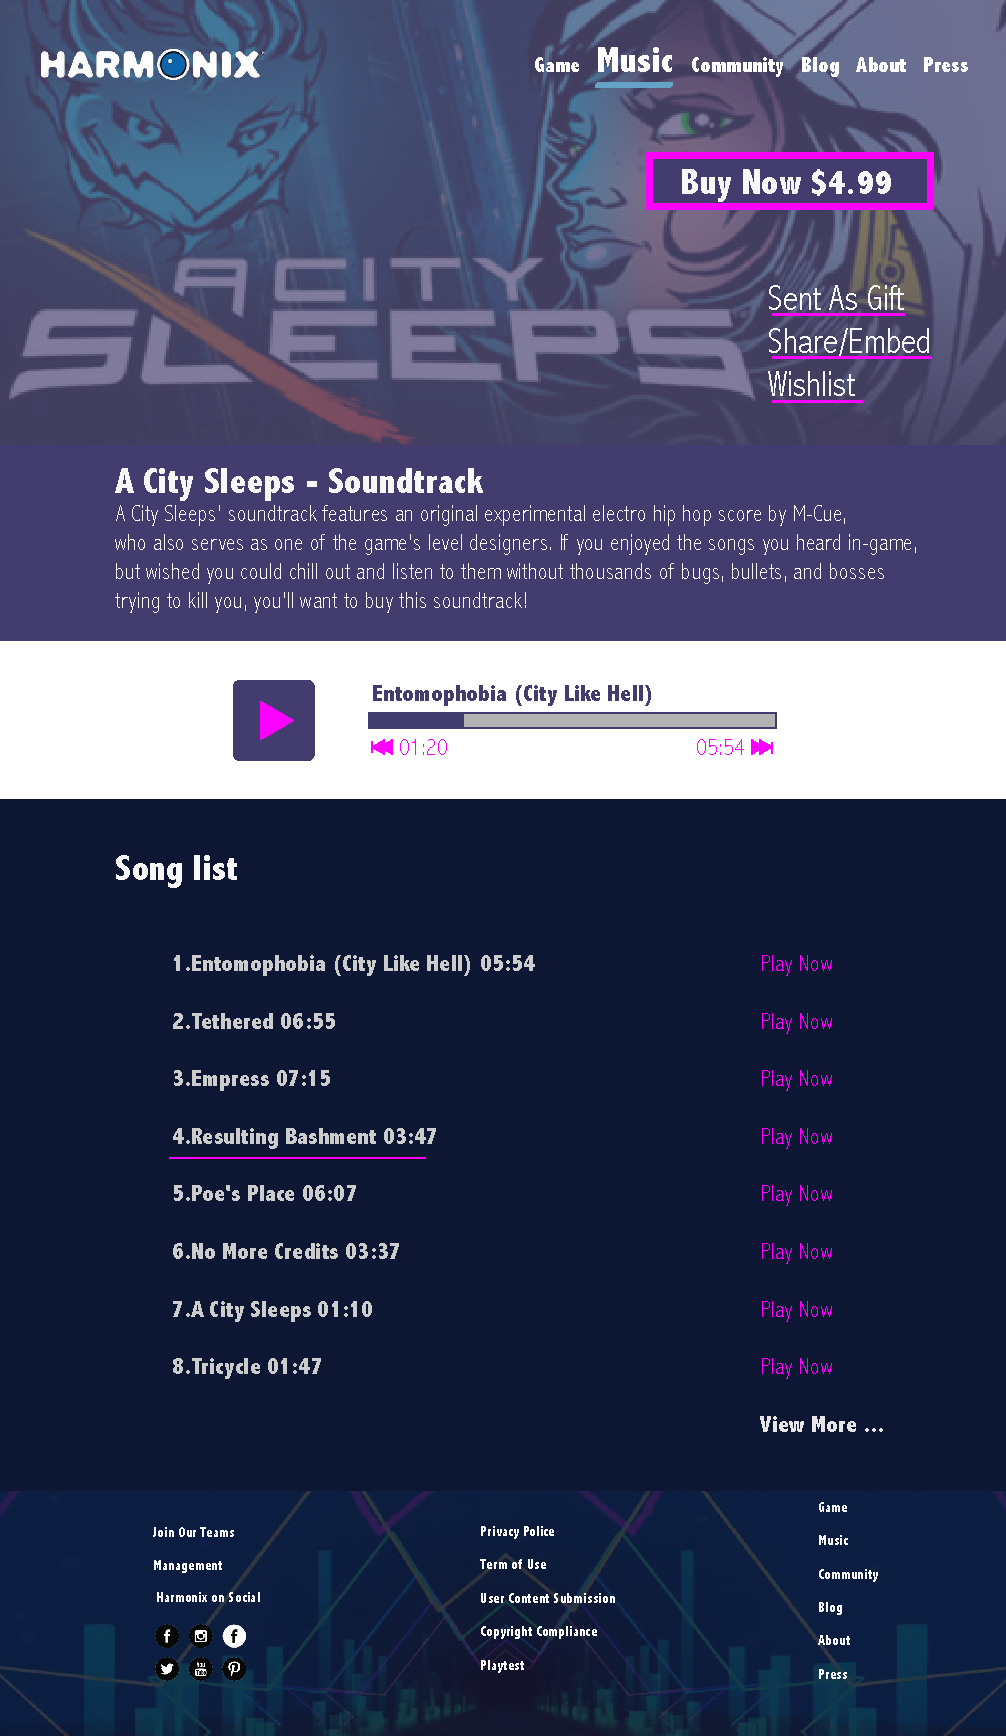 HARMONIX
Game Music Community Blog About Press
Buy Now $4.99
A CITY
SLEEPS
Sent As Gift
Share/Embed
Wishlist
A City Sleeps - Soundtrack
A City Sleeps' soundtrack features an original experimental electro hip hop score by M-Cue,
who also serves as one of the game's level designers. If you enjoyed the songs you heard in-game,
but wished you could chill out and listen to them without thousands of bugs, bullets, and bosses
trying to kill you, you'll want to buy this soundtrack!
Entomophobia (City Like Hell)
01:20 05:54
Song list
1.Entomophobia (City Like Hell) 05:54 Play Now
2.Tethered 06:55 Play Now
3.Empress 07:15 Play Now
4.Resulting Bashment 03:47 Play Now
5.Poe's Place 06:07 Play Now
6.No More Credits 03:37 Play Now
7.A City Sleeps 01:10 Play Now
8.Tricycle 01:47 Play Now
View More ...
Join Our Teams
Management
Harmonix on Social
You Tube
Privacy Police
Term of Use
User Content Submission
Copyright Compliance
Playtest
Game
Music
Community
Blog
About
Press